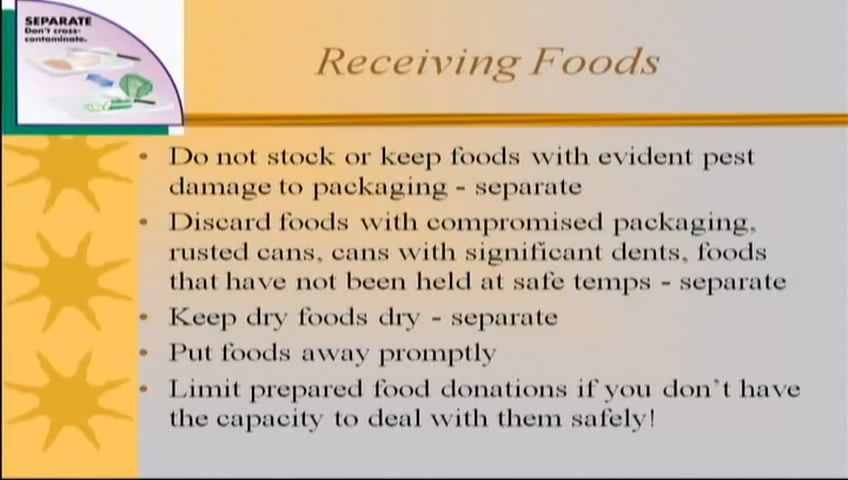 SEPARATE
Don't cross-
contaminate.
Receiving Foods
• Do not stock or keep foods with evident pest
damage to packaging - separate
• Discard foods with compromised packaging,
rusted cans, cans with significant dents, foods
that have not been held at safe temps - separate
• Keep dry foods dry - separate
• Put foods away promptly
• Limit prepared food donations if you don't have
the capacity to deal with them safely!